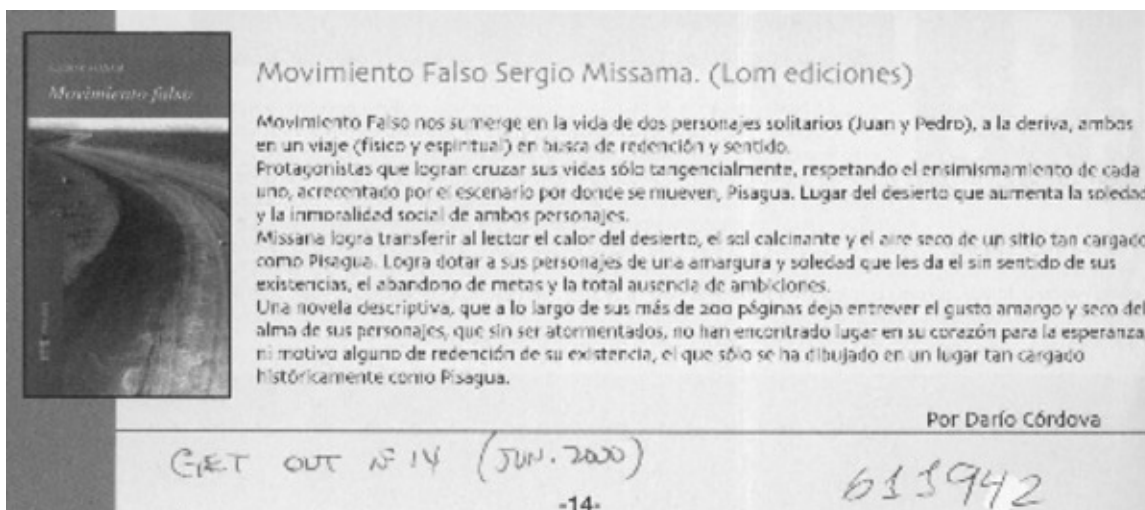 Movimiento falso
Movimiento Falso Sergio Missama. (Lom ediciones)
Movimiento Falso nos sumerge en la vida de dos personajes solitarios (Juan y Pedro), a la deriva, ambos
en un viaje (físico y espiritual) en busca de redención y sentido.
Protagonistas que logran cruzar sus vidas sólo tangencialmente, respetando el ensimismamiento de cada
uno, acrecentado por el escenario por donde se mueven, Pisagua. Lugar del desierto que aumenta la soledad
y la inmoralidad social de ambos personajes.
Missana logra transferir al lector el calor del desierto, el sol calcinante y el aire seco de un sitio tan cargado
como Pisagua. Logra dotar a sus personajes de una amargura y soledad que les da el sin sentido de sus
existencias, el abandono de metas y la total ausencia de ambiciones.
Una novela descriptiva, que a lo largo de sus más de 200 páginas deja entrever el gusto amargo y seco del
alma de sus personajes, que sin ser atormentados, no han encontrado lugar en su corazón para la esperanza,
ni motivo alguno de redención de su existencia, el que sólo se ha dibujado en un lugar tan cargado
históricamente como Pisagua.
Por Darío Córdova
GET OUT Nº 14 (JUN. 2000)
611942
-14-